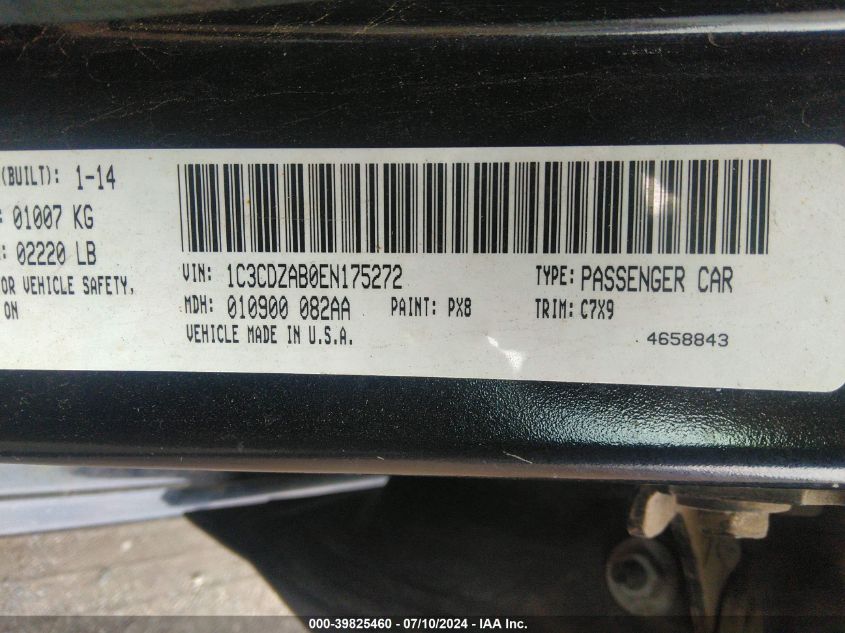 (BUILT): 1-14
: 01007 KG
: 02220 LB
OR VEHICLE SAFETY,
ON
VIN: 1C3CDZAB0EN175272 TYPE: PASSENGER CAR
MDH: 010900 082AA PAINT: PX8 TRIM: C7X9
VEHICLE MADE IN U.S.A. 4658843
000-39825460 - 07/10/2024 - IAA Inc.